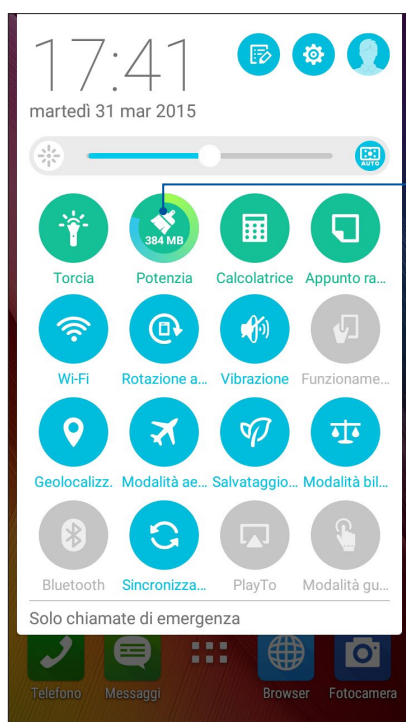 17:41
martedì 31 mar 2015
AUTO
384 MB
Torcia Potenzia Calcolatrice Appunto ra...
Wi-Fi Rotazione a... Vibrazione Funzioname...
Geolocalizz. Modalità ae... Salvataggio... Modalità bil...
Bluetooth Sincronizza... PlayTo Modalità gu...
Solo chiamate di emergenza
Telefono Messaggi Browser Fotocamera